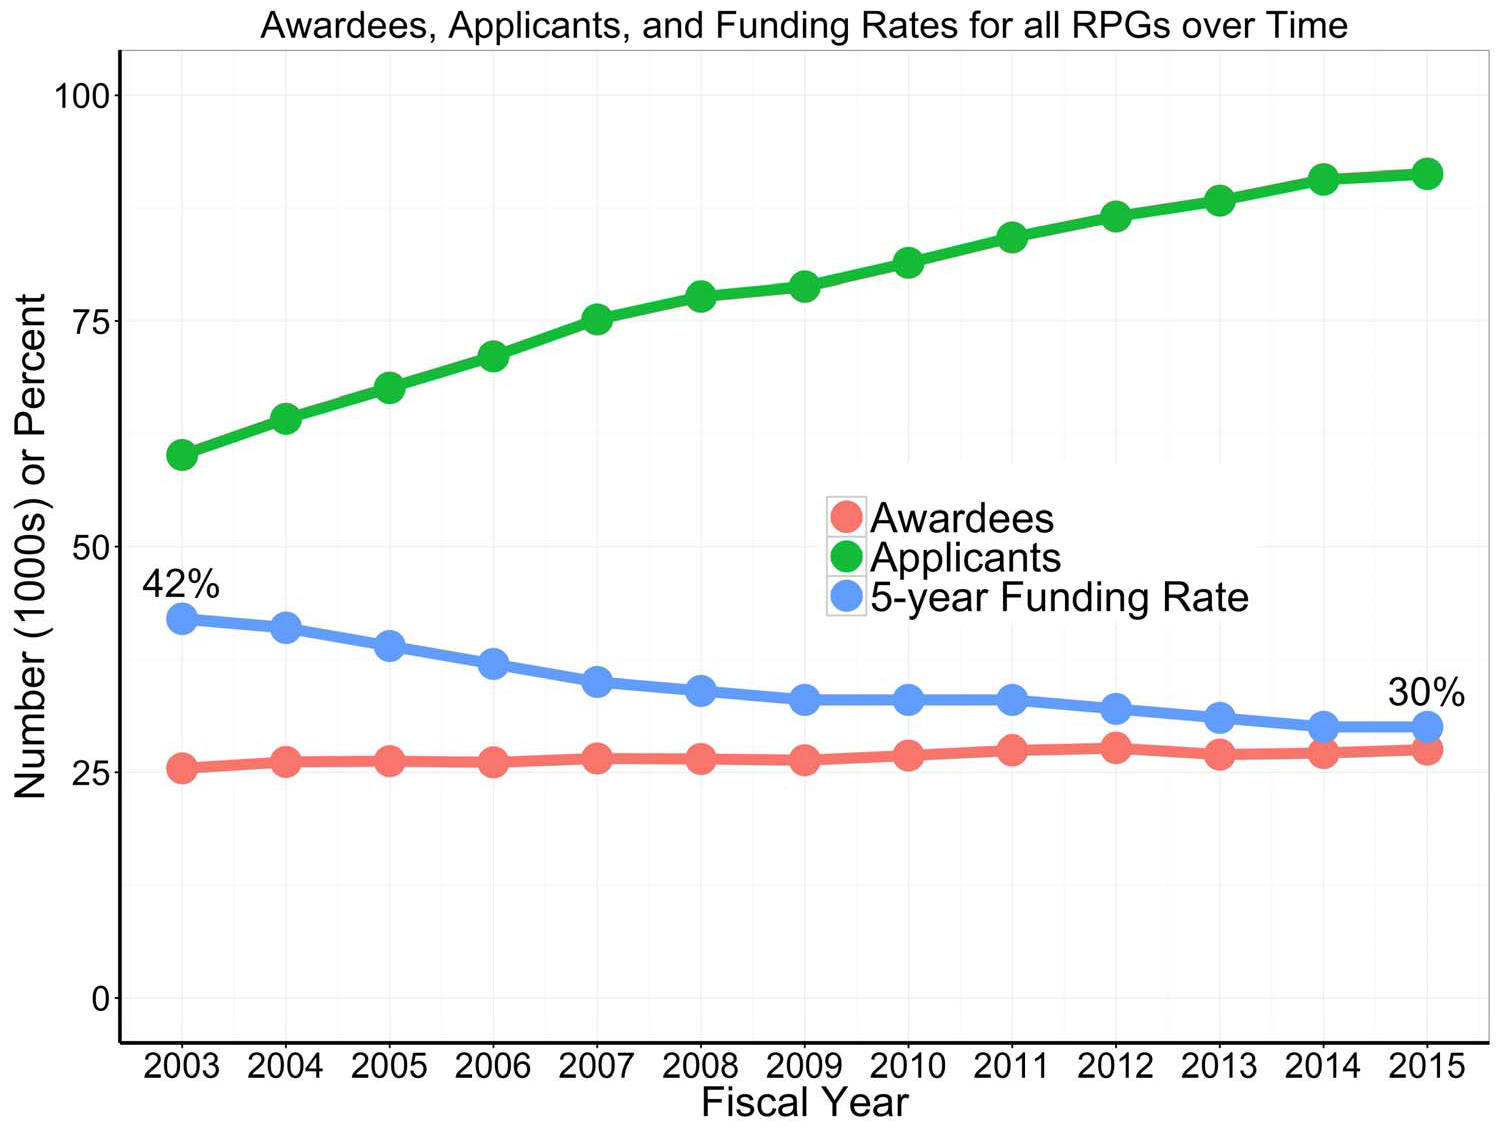 Awardees, Applicants, and Funding Rates for all RPGs over Time
Number (1000s) or Percent
100
75
50
25
0
42%
30%
Awardees
Applicants
5-year Funding Rate
2003 2004 2005 2006 2007 2008 2009 2010 2011 2012 2013 2014 2015
Fiscal Year